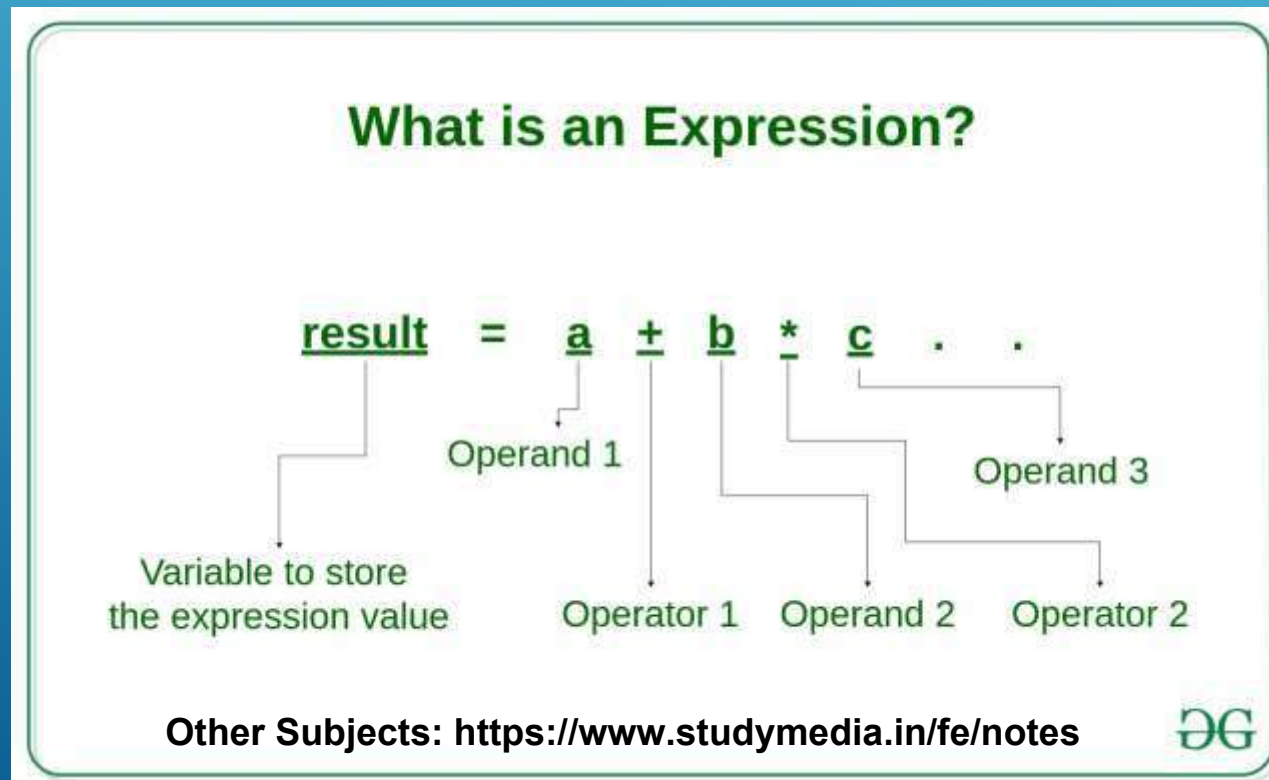 What is an Expression?
result = a + b * c . .
Operand 1
Operand 3
Variable to store
the expression value
Operator 1 Operand 2 Operator 2
Other Subjects: https://www.studymedia.in/fe/notes